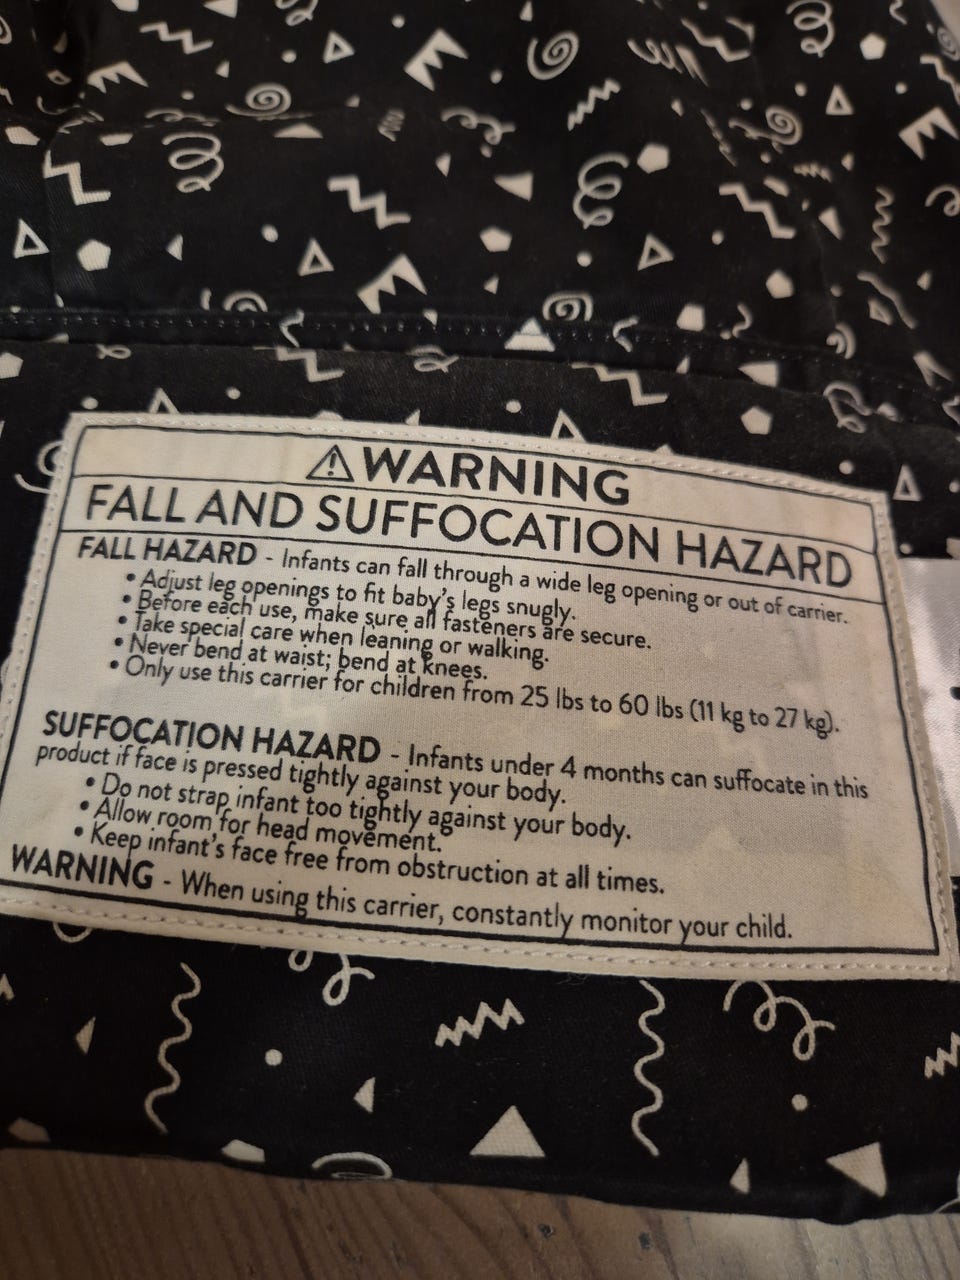 ⚠WARNING
FALL AND SUFFOCATION HAZARD
FALL HAZARD - Infants can fall through a wide leg opening or out of carrier.
• Adjust leg openings to fit baby's legs snugly.
• Before each use, make sure all fasteners are secure.
• Take special care when leaning or walking.
• Never bend at waist; bend at knees.
• Only use this carrier for children from 25 lbs to 60 lbs (11 kg to 27 kg).
SUFFOCATION HAZARD - Infants under 4 months can suffocate in this
product if face is pressed tightly against your body.
• Do not strap infant too tightly against your body.
• Allow room for head movement.
• Keep infant's face free from obstruction at all times.
WARNING - When using this carrier, constantly monitor your child.